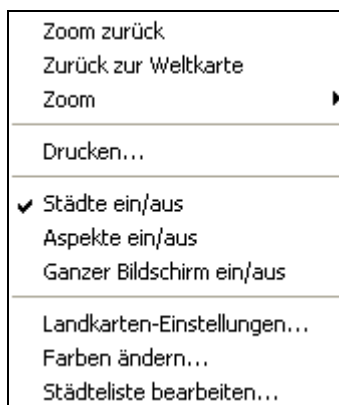 Zoom zurück
Zurück zur Weltkarte
Zoom
Drucken...
Städte ein/aus
Aspekte ein/aus
Ganzer Bildschirm ein/aus
Landkarten-Einstellungen...
Farben ändern...
Städteliste bearbeiten...